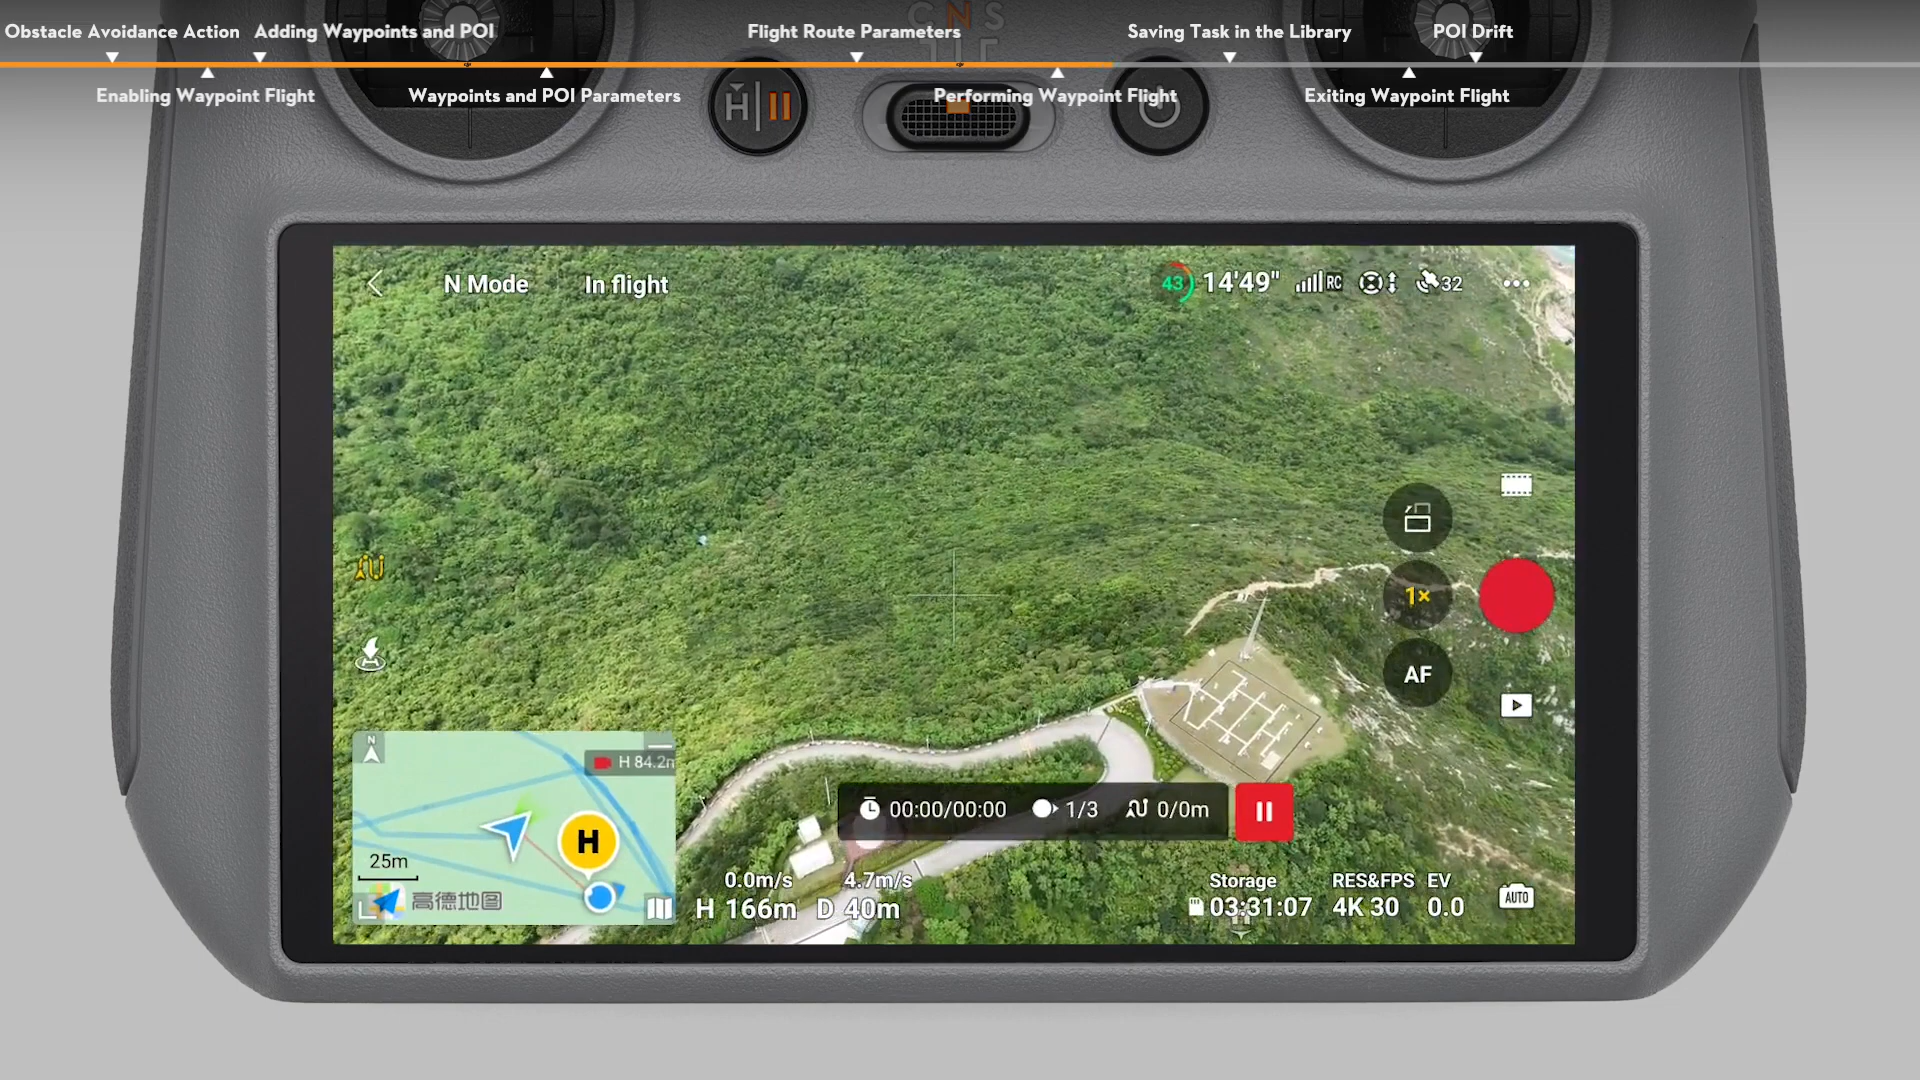 Obstacle Avoidance Action
Adding Waypoints and POI
Flight Route Parameters
Saving Task in the Library
POI Drift
Enabling Waypoint Flight
Waypoints and POI Parameters
Performing Waypoint Flight
Exiting Waypoint Flight
C N S
H
N Mode
In flight
43
14'49"
RC
32
1×
AF
N
H 84.2m
H
25m
高德地图
00:00/00:00
1/3
0/0m
0.0m/s
4.7m/s
H 166m
D 40m
Storage
03:31:07
RES&FPS
4K 30
EV
0.0
AUTO